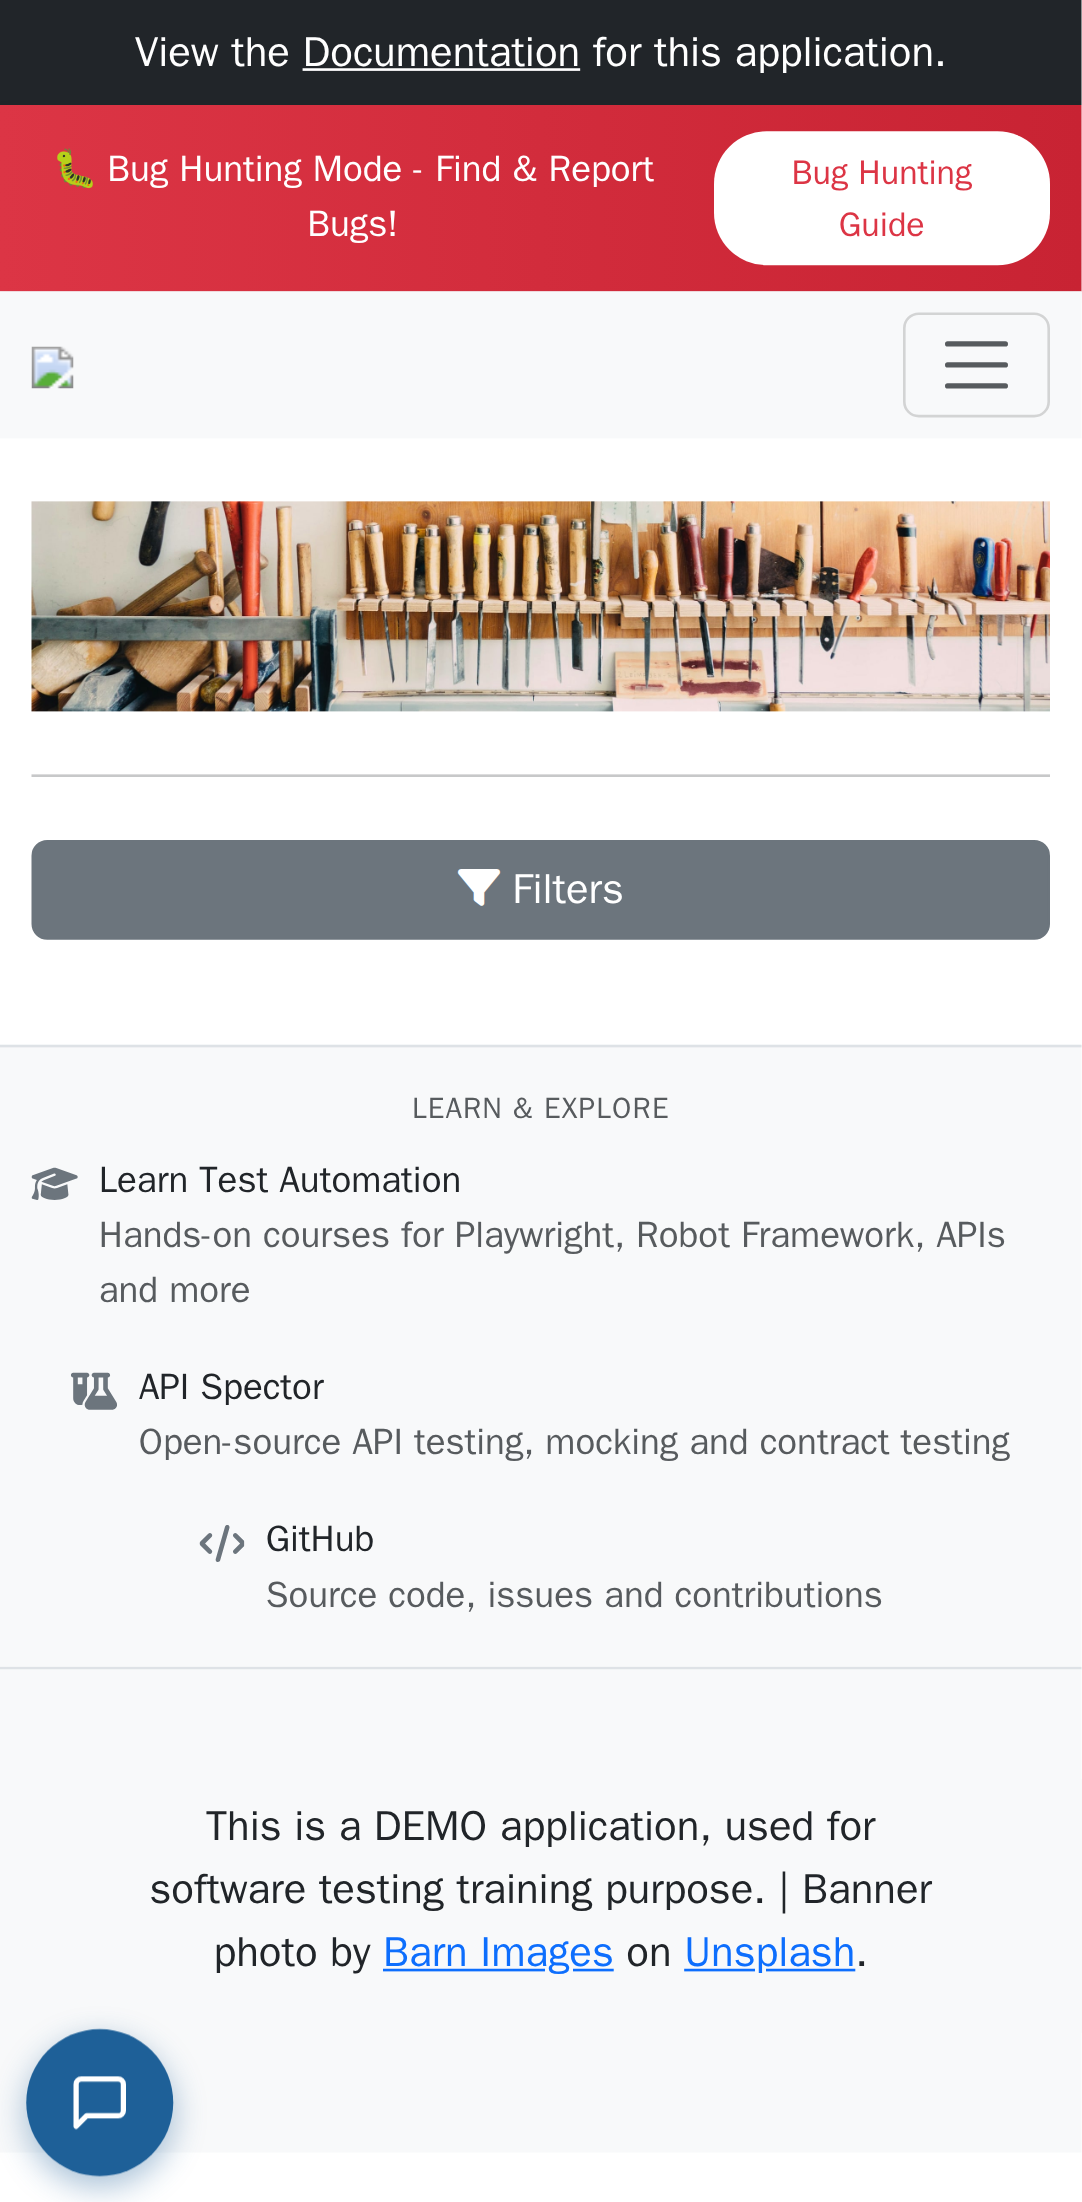 View the Documentation for this application.
🐛 Bug Hunting Mode - Find & Report
Bugs!
Bug Hunting
Guide
Filters
LEARN & EXPLORE
Learn Test Automation
Hands-on courses for Playwright, Robot Framework, APIs
and more
API Spector
Open-source API testing, mocking and contract testing
GitHub
Source code, issues and contributions
This is a DEMO application, used for
software testing training purpose. | Banner
photo by Barn Images on Unsplash.